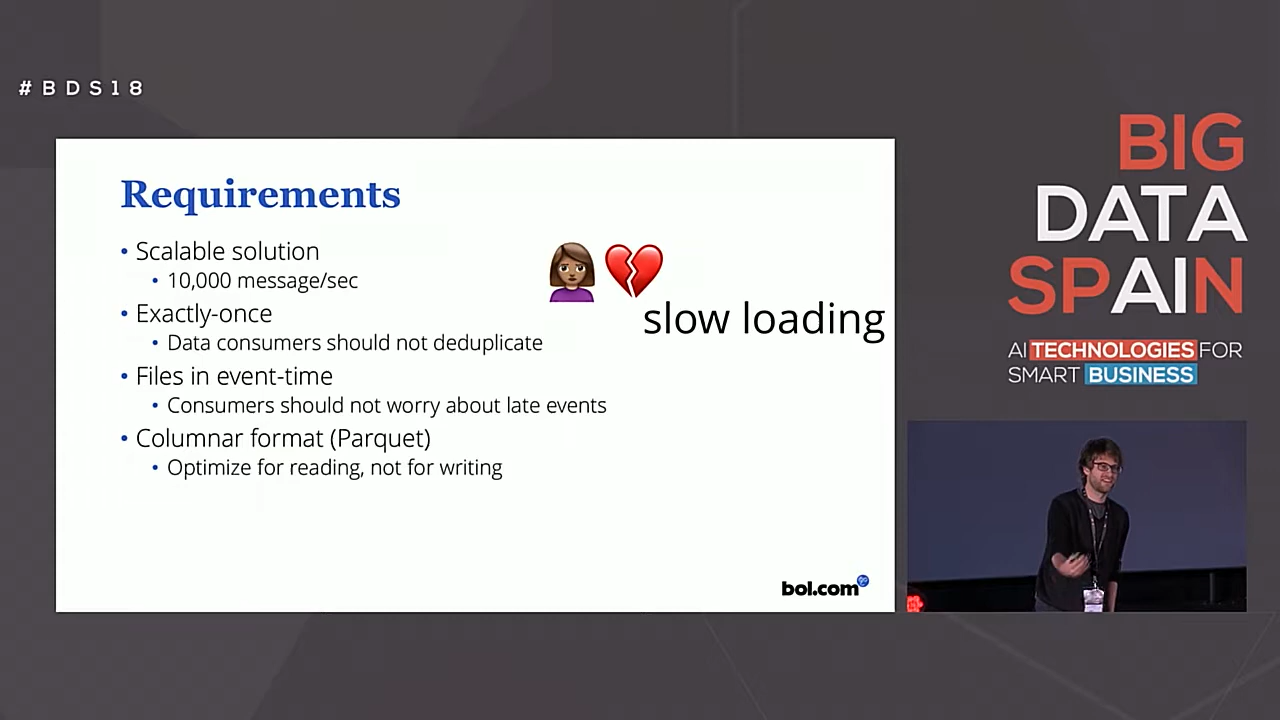 #BDS18
Requirements
• Scalable solution
• 10,000 message/sec
• Exactly-once
• Data consumers should not deduplicate
• Files in event-time
• Consumers should not worry about late events
• Columnar format (Parquet)
• Optimize for reading, not for writing
slow loading
bol.com
BIG
DATA
SPAIN
AI TECHNOLOGIES FOR
SMART BUSINESS